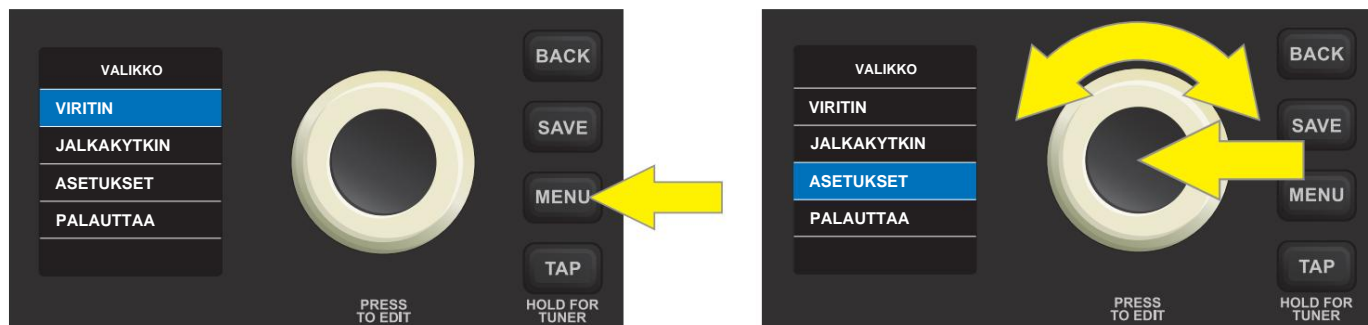 VALIKKO
VIRITIN
JALKAKYTKIN
ASETUKSET
PALAUTTAA
BACK
SAVE
MENU
TAP
PRESS
TO EDIT
HOLD FOR
TUNER
VALIKKO
VIRITIN
JALKAKYTKIN
ASETUKSET
PALAUTTAA
BACK
SAVE
MENU
TAP
PRESS
TO EDIT
HOLD FOR
TUNER